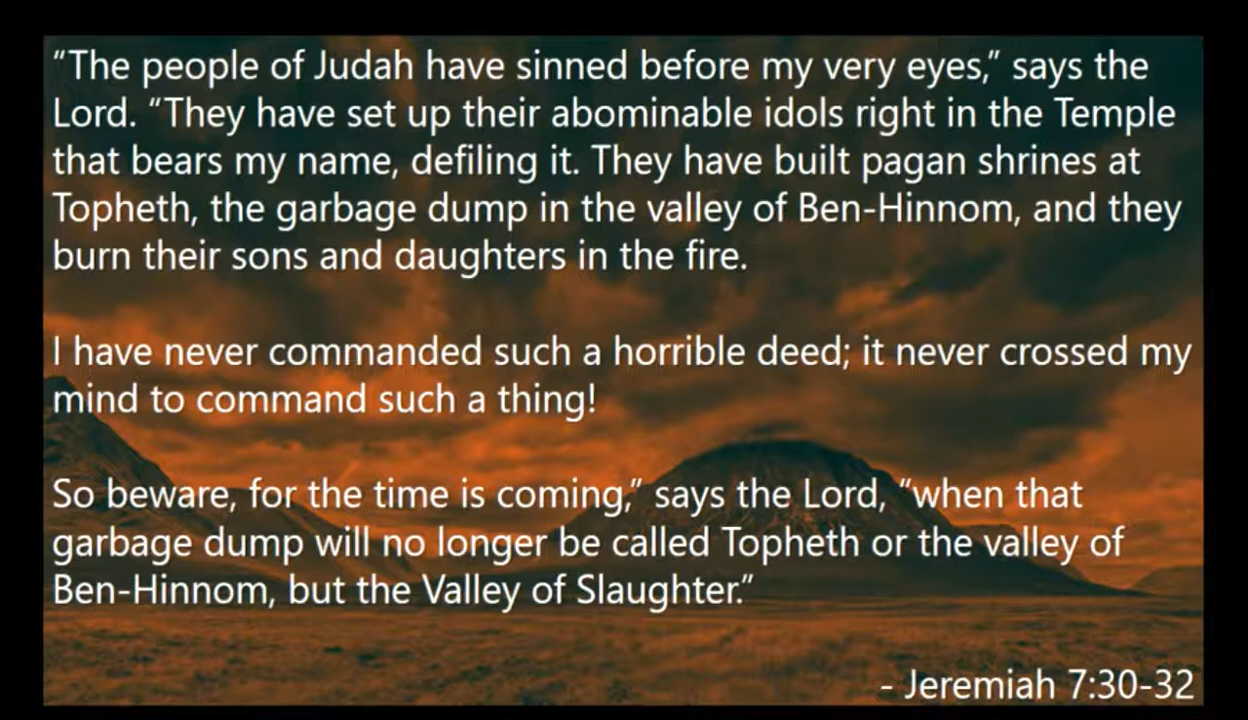 “The people of Judah have sinned before my very eyes,” says the
Lord. “They have set up their abominable idols right in the Temple
that bears my name, defiling it. They have built pagan shrines at
Topheth, the garbage dump in the valley of Ben-Hinnom, and they
burn their sons and daughters in the fire.
I have never commanded such a horrible deed; it never crossed my
mind to command such a thing!
So beware, for the time is coming,” says the Lord, “when that
garbage dump will no longer be called Topheth or the valley of
Ben-Hinnom, but the Valley of Slaughter.”
- Jeremiah 7:30-32